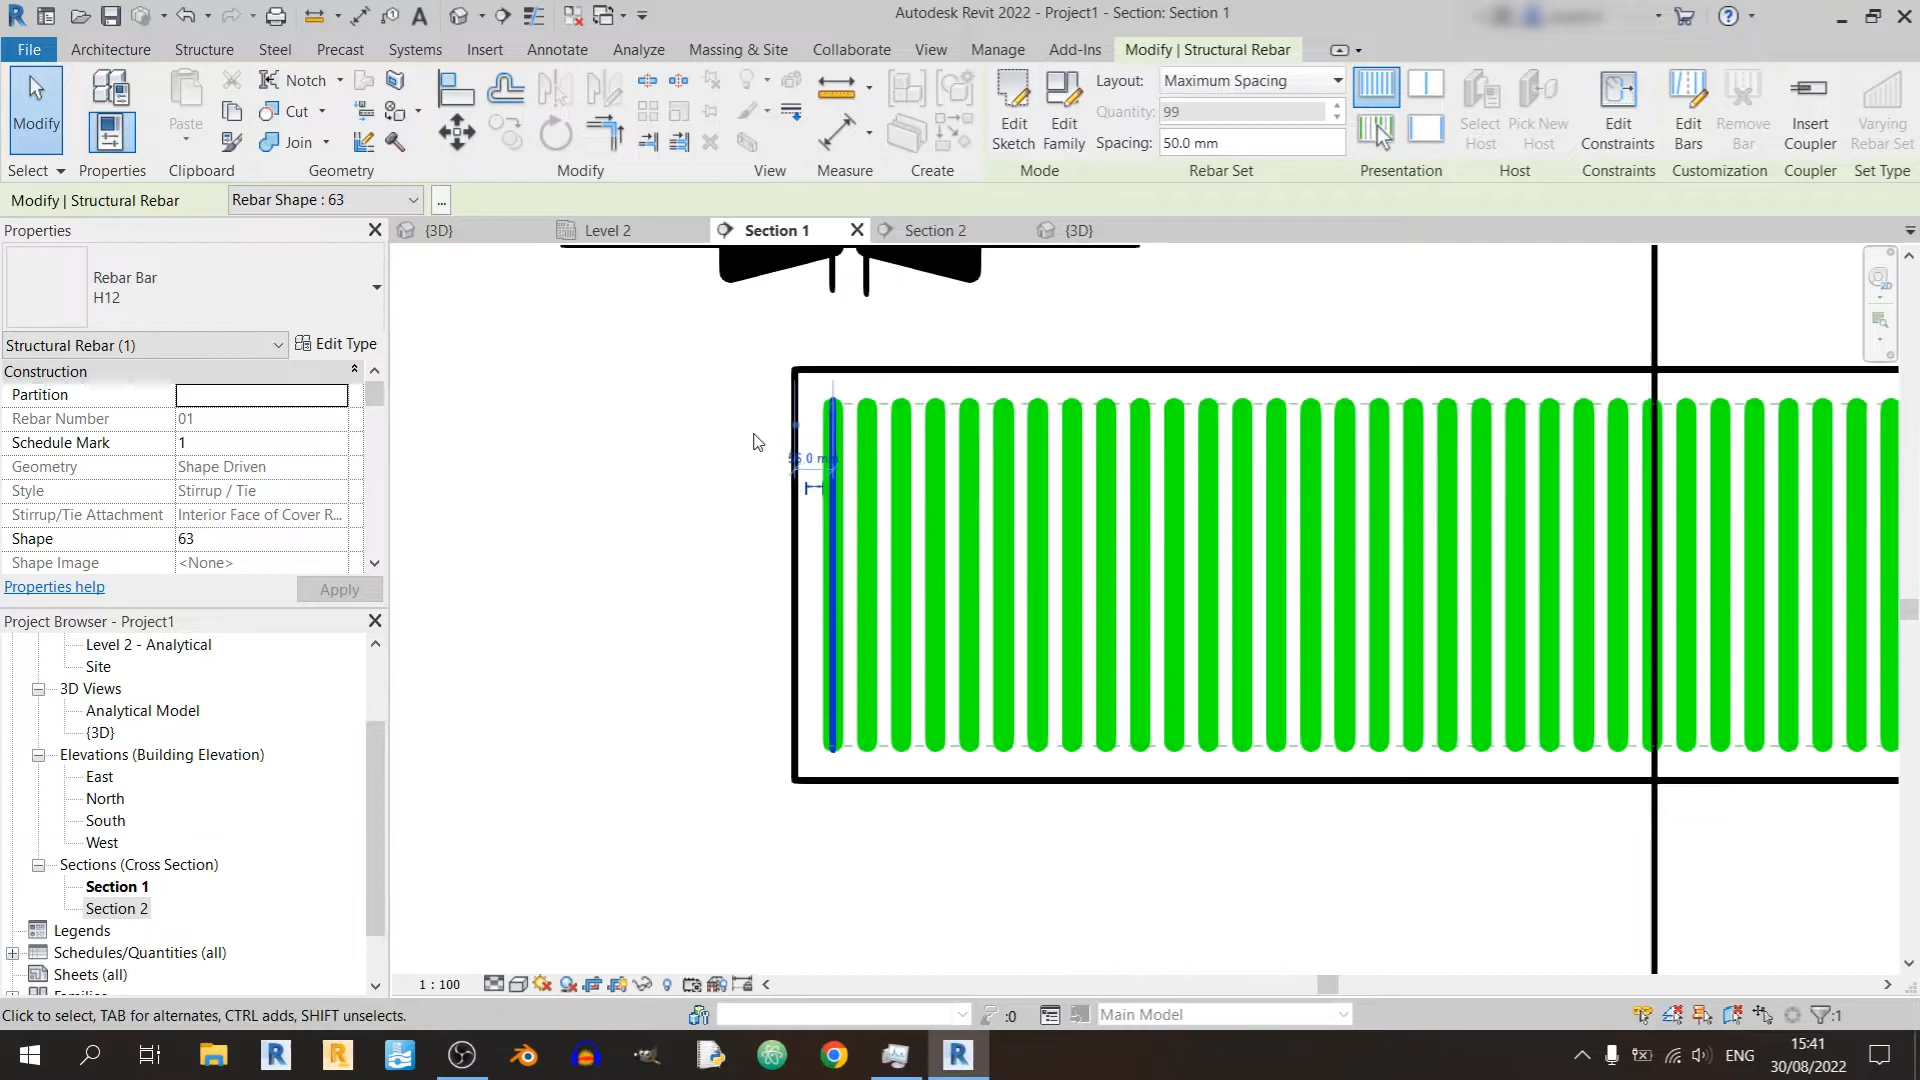 Autodesk Revit 2022 - Project1 - Section: Section 1
File Architecture Structure Steel Precast Systems Insert Annotate Analyze Massing & Site Collaborate View Manage Add-Ins Modify | Structural Rebar
Modify
Paste
Notch
Cut
Join
Edit
Sketch
Edit
Family
Layout: Maximum Spacing
Quantity: 99
Spacing: 50.0 mm
Select
Host
Pick New
Host
Edit
Constraints
Edit
Bars
Remove
Bar
Insert
Coupler
Varying
Rebar Set
Select Properties Clipboard Geometry Modify View Measure Create Mode Rebar Set Presentation Host Constraints Customization Coupler Set Type
Modify | Structural Rebar Rebar Shape : 63 ...
Properties
{3D} Level 2 Section 1 Section 2 {3D}
Rebar Bar
H12
Structural Rebar (1) Edit Type
Construction
Partition
Rebar Number 01
Schedule Mark 1
Geometry Shape Driven
Style Stirrup / Tie
Stirrup/Tie Attachment Interior Face of Cover R...
Shape 63
Shape Image <None>
Properties help Apply
2D
Project Browser - Project1
Level 2 - Analytical
Site
3D Views
Analytical Model
{3D}
Elevations (Building Elevation)
East
North
South
West
Sections (Cross Section)
Section 1
Section 2
Legends
Schedules/Quantities (all)
Sheets (all)
1 : 100
Click to select, TAB for alternates, CTRL adds, SHIFT unselects.
:0
Main Model
:1
ENG
15:41
30/08/2022